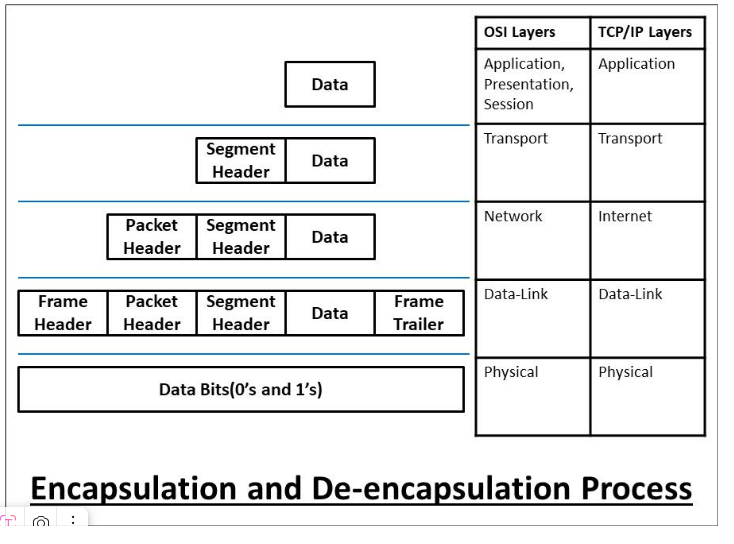 OSI Layers
TCP/IP Layers
Data
Application,
Presentation,
Session
Application
Segment
Header
Data
Transport
Transport
Packet
Header
Segment
Header
Data
Network
Internet
Frame
Header
Packet
Header
Segment
Header
Data
Frame
Trailer
Data-Link
Data-Link
Data Bits(0’s and 1’s)
Physical
Physical
Encapsulation and De-encapsulation Process
T